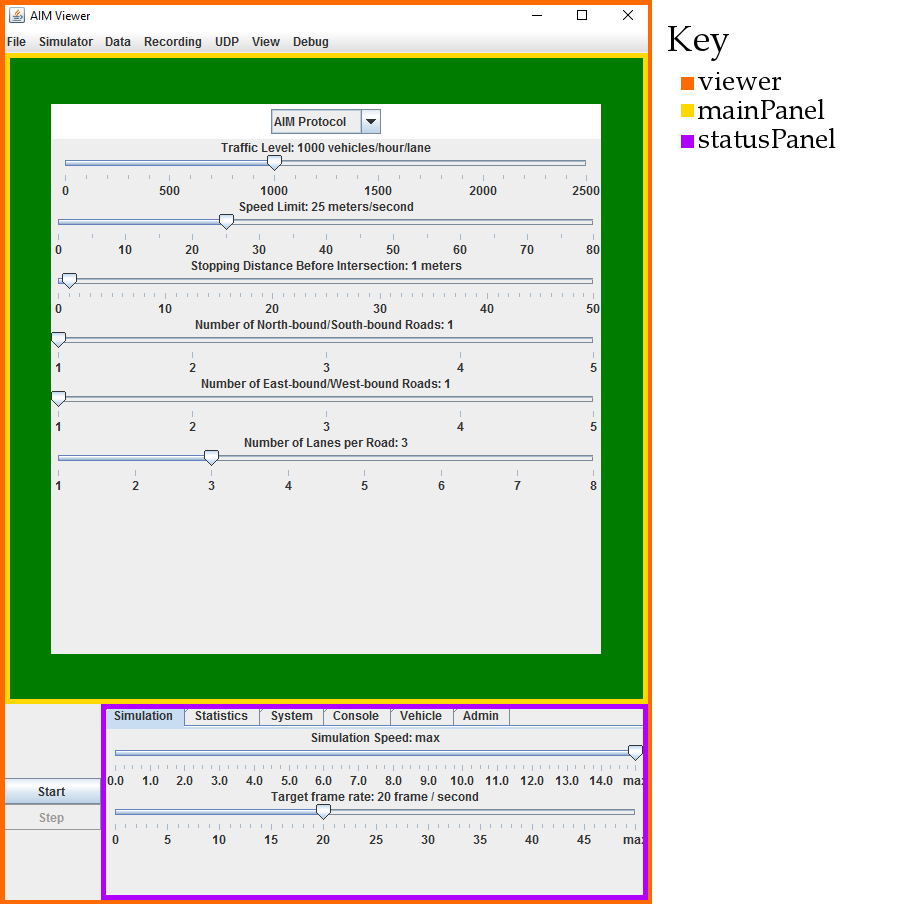 AIM Viewer
File Simulator Data Recording UDP View Debug
Key
viewer
mainPanel
statusPanel
AIM Protocol
Traffic Level: 1000 vehicles/hour/lane
0 500 1000 1500 2000 2500
Speed Limit: 25 meters/second
0 10 20 30 40 50 60 70 80
Stopping Distance Before Intersection: 1 meters
0 10 20 30 40 50
Number of North-bound/South-bound Roads: 1
1 2 3 4 5
Number of East-bound/West-bound Roads: 1
1 2 3 4 5
Number of Lanes per Road: 3
1 2 3 4 5 6 7 8
Simulation Statistics System Console Vehicle Admin
Simulation Speed: max
0.0 1.0 2.0 3.0 4.0 5.0 6.0 7.0 8.0 9.0 10.0 11.0 12.0 13.0 14.0 max
Start
Target frame rate: 20 frame / second
Step
0 5 10 15 20 25 30 35 40 45 max